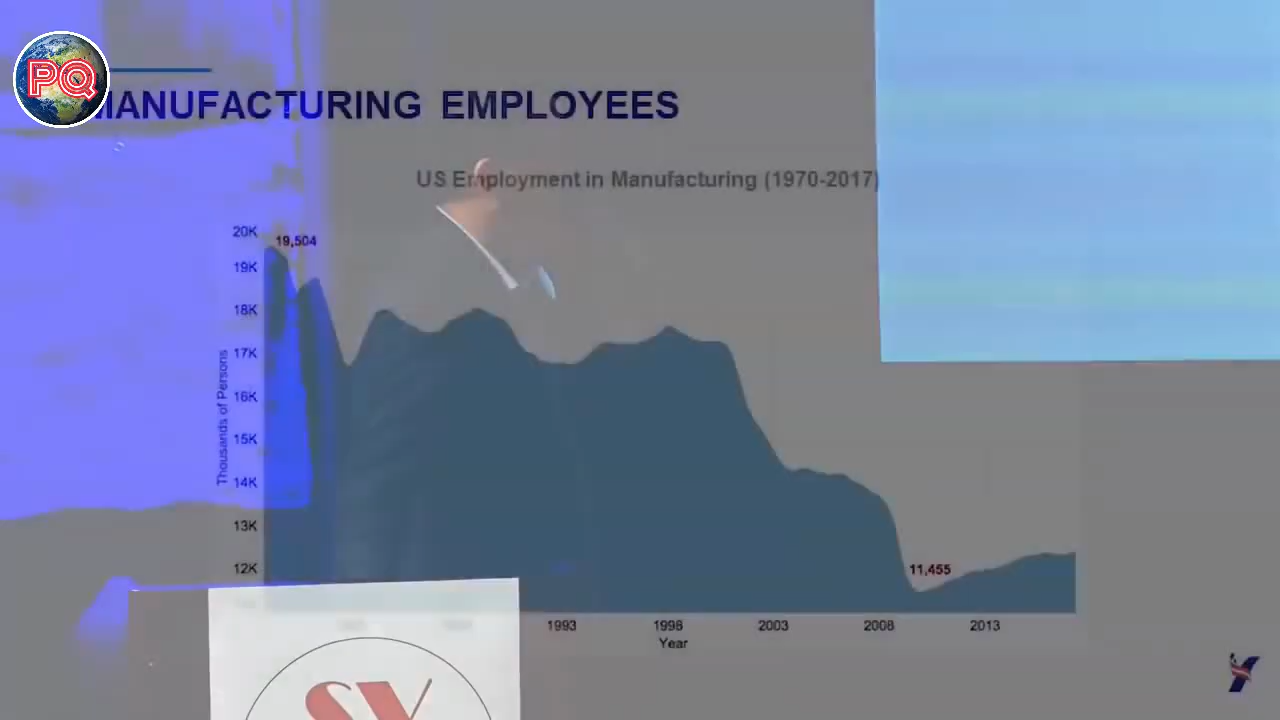 PQ
MANUFACTURING EMPLOYEES
US Employment in Manufacturing (1970-2017)
20K
19,504
19K
18K
17K
16K
15K
14K
13K
12K
Thousands of Persons
11,455
1993
1998
2003
2008
2013
Year
SV